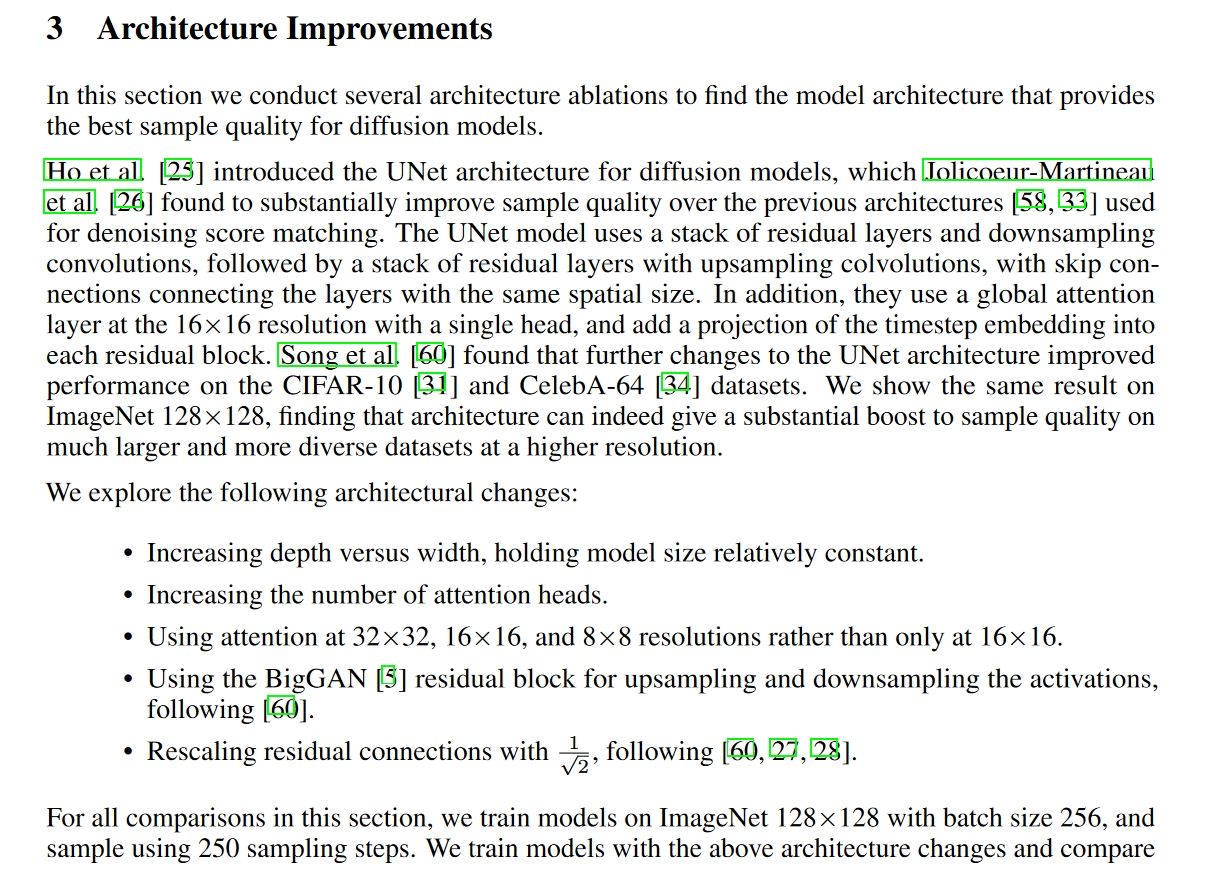 3 Architecture Improvements
In this section we conduct several architecture ablations to find the model architecture that provides
the best sample quality for diffusion models.
Ho et al. [25] introduced the UNet architecture for diffusion models, which Jolicoeur-Martineau
et al. [26] found to substantially improve sample quality over the previous architectures [58, 33] used
for denoising score matching. The UNet model uses a stack of residual layers and downsampling
convolutions, followed by a stack of residual layers with upsampling colvolutions, with skip con-
nections connecting the layers with the same spatial size. In addition, they use a global attention
layer at the 16×16 resolution with a single head, and add a projection of the timestep embedding into
each residual block. Song et al. [60] found that further changes to the UNet architecture improved
performance on the CIFAR-10 [31] and CelebA-64 [34] datasets. We show the same result on
ImageNet 128×128, finding that architecture can indeed give a substantial boost to sample quality on
much larger and more diverse datasets at a higher resolution.
We explore the following architectural changes:
• Increasing depth versus width, holding model size relatively constant.
• Increasing the number of attention heads.
• Using attention at 32×32, 16×16, and 8×8 resolutions rather than only at 16×16.
• Using the BigGAN [5] residual block for upsampling and downsampling the activations,
following [60].
• Rescaling residual connections with 1/√2, following [60, 27, 28].
For all comparisons in this section, we train models on ImageNet 128×128 with batch size 256, and
sample using 250 sampling steps. We train models with the above architecture changes and compare